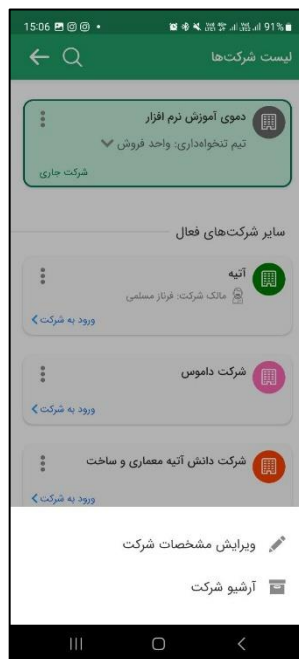 15:06 91%
لیست شرکت‌ها
دموی آموزش نرم افزار
تیم تنخواه‌داری: واحد فروش
شرکت جاری
سایر شرکت‌های فعال
آتیه
مالک شرکت: فرناز مسلمی
ورود به شرکت
شرکت داموس
ورود به شرکت
شرکت دانش آتیه معماری و ساخت
ورود به شرکت
ویرایش مشخصات شرکت
آرشیو شرکت